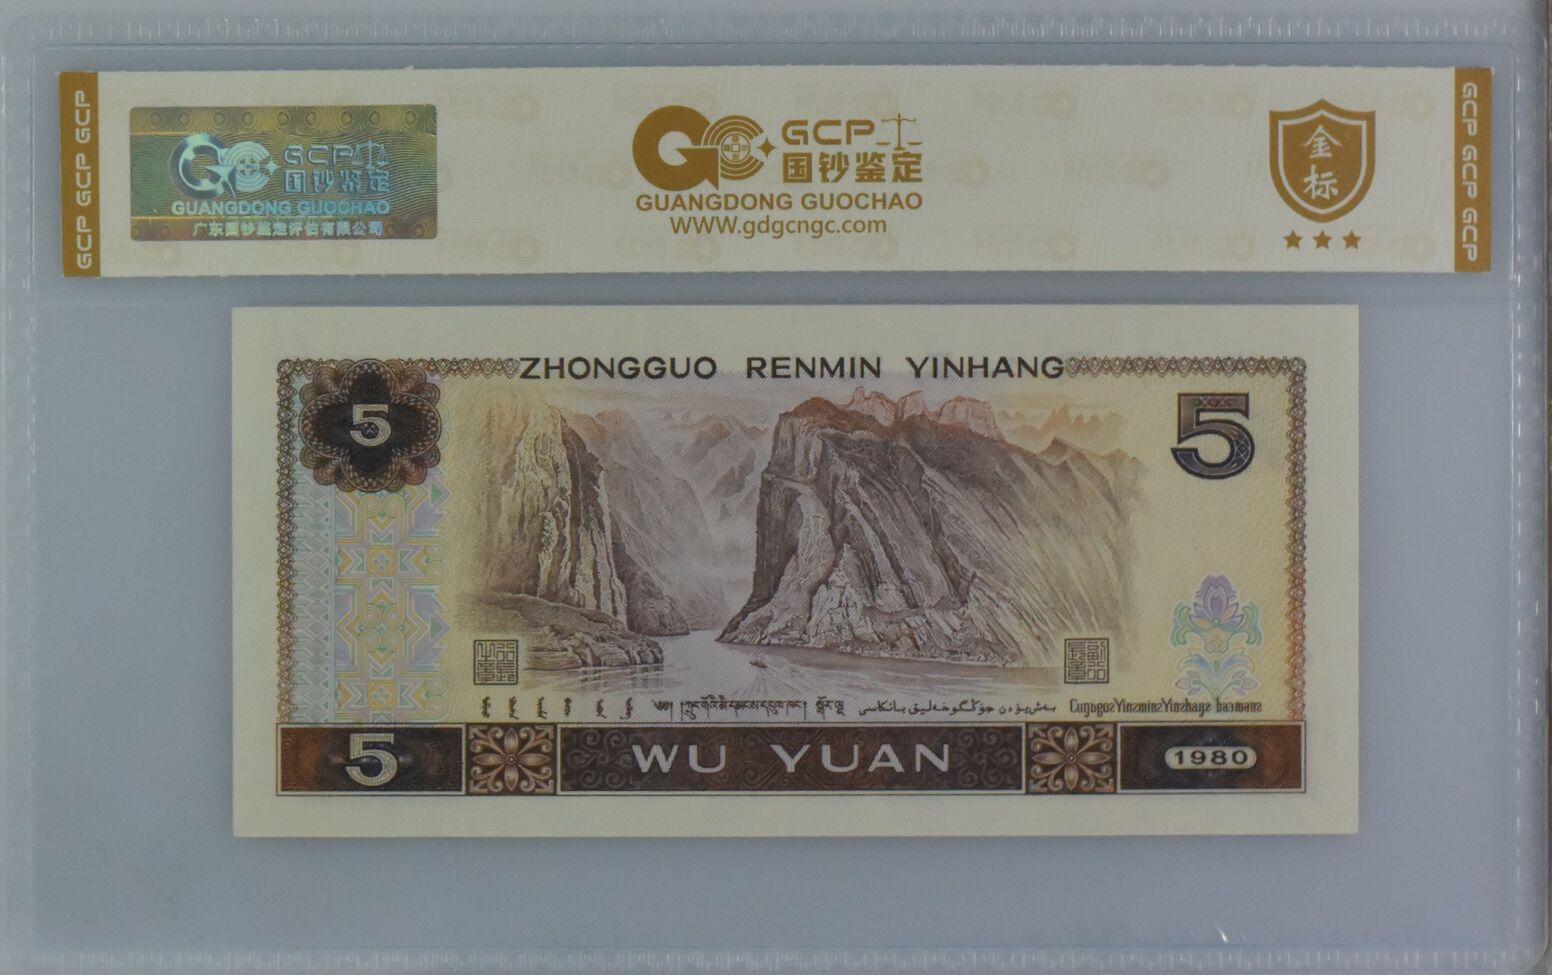 GCP GCP GCP
GCP 国钞鉴定
GUANGDONG GUOCHAO
广东国钞鉴定评估有限公司
GCP
国钞鉴定
GUANGDONG GUOCHAO
WWW.gdgcngc.com
金标
GCP GCP GCP
ZHONGGUO RENMIN YINHANG
5
5
5
WU YUAN
1980